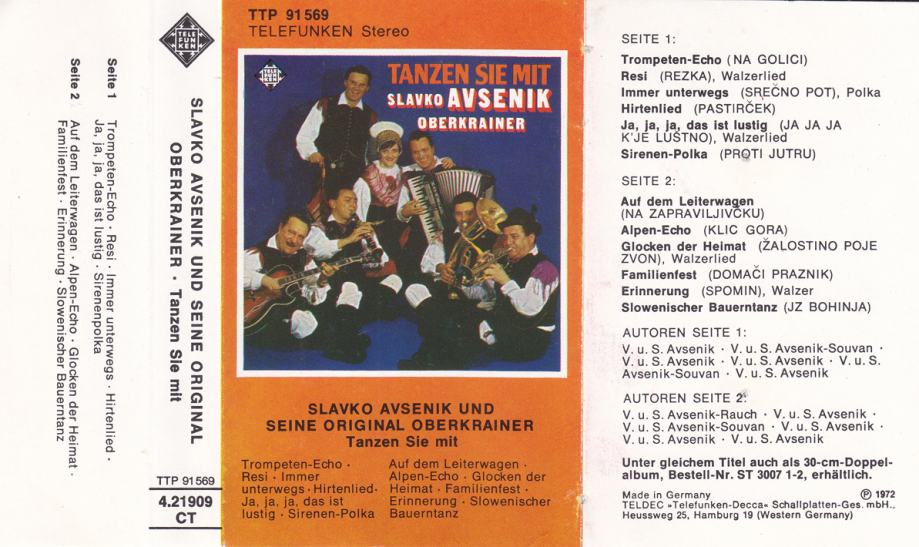 Seite 1 Trompeten-Echo · Resi · Immer unterwegs · Hirtenlied ·
Ja, ja, ja, das ist lustig · Sirenenpolka
Seite 2 Auf dem Leiterwagen · Alpen-Echo · Glocken der Heimat ·
Familienfest · Erinnerung · Slowenischer Bauerntanz
TELE
FUN
KEN
SLAVKO AVSENIK UND SEINE ORIGINAL
OBERKRAINER · Tanzen Sie mit
TTP 91 569
4.21909
CT
TTP 91 569
TELEFUNKEN Stereo
TELE
FUN
KEN
TANZEN SIE MIT
SLAVKO AVSENIK
OBERKRAINER
SLAVKO AVSENIK UND
SEINE ORIGINAL OBERKRAINER
Tanzen Sie mit
Trompeten-Echo ·
Resi · Immer
unterwegs · Hirtenlied·
Ja, ja, ja, das ist
lustig · Sirenen-Polka
Auf dem Leiterwagen ·
Alpen-Echo · Glocken der
Heimat · Familienfest ·
Erinnerung · Slowenischer
Bauerntanz
SEITE 1:
Trompeten-Echo (NA GOLICI)
Resi (REZKA), Walzerlied
Immer unterwegs (SREČNO POT), Polka
Hirtenlied (PASTIRČEK)
Ja, ja, ja, das ist lustig (JA JA JA
K'JE LUŠTNO), Walzerlied
Sirenen-Polka (PROTI JUTRU)
SEITE 2:
Auf dem Leiterwagen
(NA ZAPRAVILJIVČKU)
Alpen-Echo (KLIC GORA)
Glocken der Heimat (ŽALOSTINO POJE
ZVON), Walzerlied
Familienfest (DOMAČI PRAZNIK)
Erinnerung (SPOMIN), Walzer
Slowenischer Bauerntanz (JZ BOHINJA)
AUTOREN SEITE 1:
V. u. S. Avsenik · V. u. S. Avsenik-Souvan ·
V. u. S. Avsenik · V. u. S. Avsenik · V. u. S.
Avsenik-Souvan · V. u. S. Avsenik
AUTOREN SEITE 2:
V. u. S. Avsenik-Rauch · V. u. S. Avsenik ·
V. u. S. Avsenik-Souvan · V. u. S. Avsenik ·
V. u. S. Avsenik · V. u. S. Avsenik
Unter gleichem Titel auch als 30-cm-Doppel-
album, Bestell-Nr. ST 3007 1-2, erhältlich.
Made in Germany ℗ 1972
TELDEC »Telefunken-Decca« Schallplatten-Ges. mbH.,
Heussweg 25, Hamburg 19 (Western Germany)